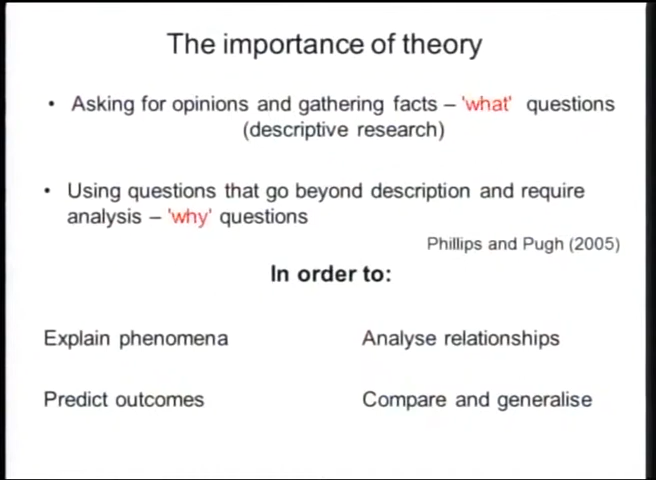 The importance of theory
• Asking for opinions and gathering facts – 'what' questions
(descriptive research)
• Using questions that go beyond description and require
analysis – 'why' questions
Phillips and Pugh (2005)
In order to:
Explain phenomena Analyse relationships
Predict outcomes Compare and generalise